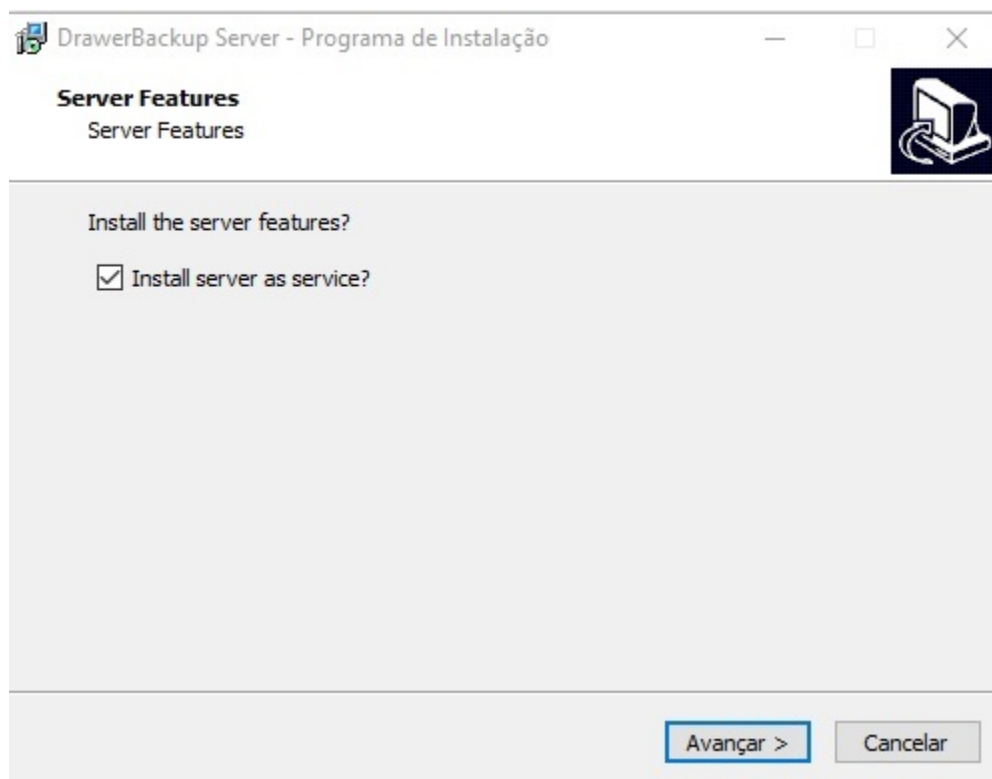 DrawerBackup Server - Programa de Instalação
Server Features
Server Features
Install the server features?
Install server as service?
Avançar >
Cancelar